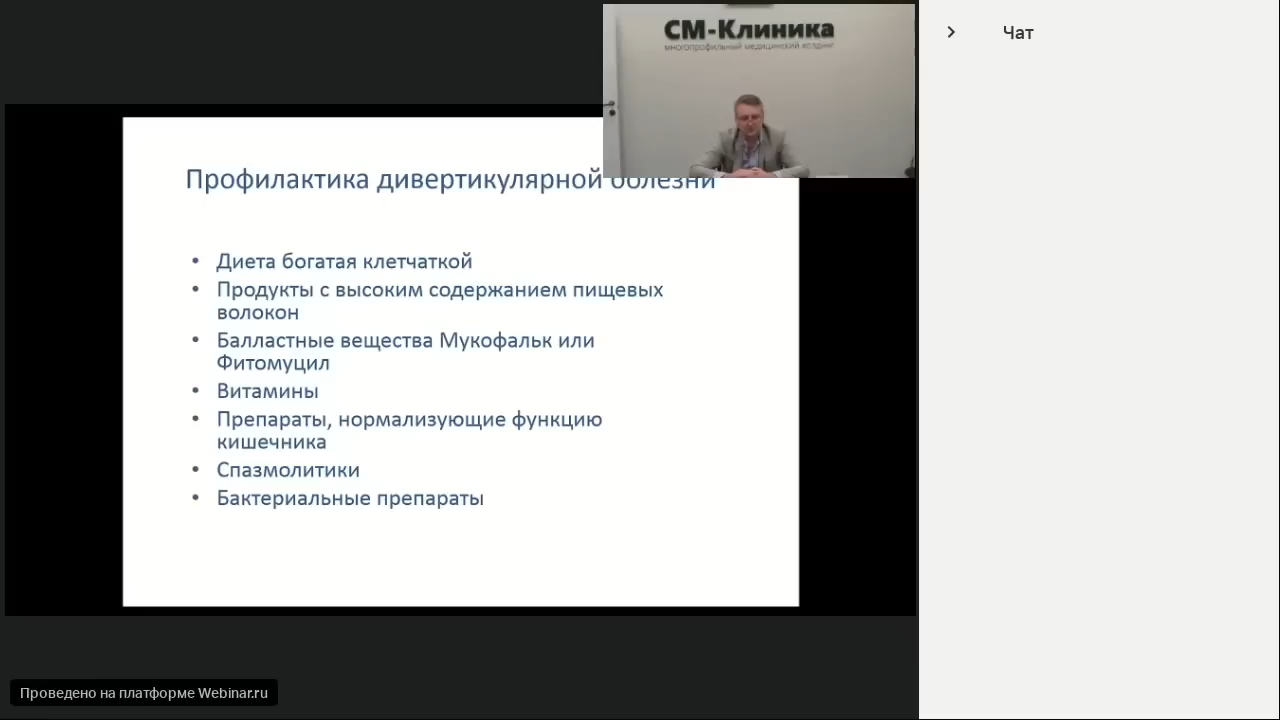 СМ-Клиника
многопрофильный медицинский холдинг
Чат
Профилактика дивертикулярной болезни
• Диета богатая клетчаткой
• Продукты с высоким содержанием пищевых
волокон
• Балластные вещества Мукофальк или
Фитомуцил
• Витамины
• Препараты, нормализующие функцию
кишечника
• Спазмолитики
• Бактериальные препараты
Проведено на платформе Webinar.ru